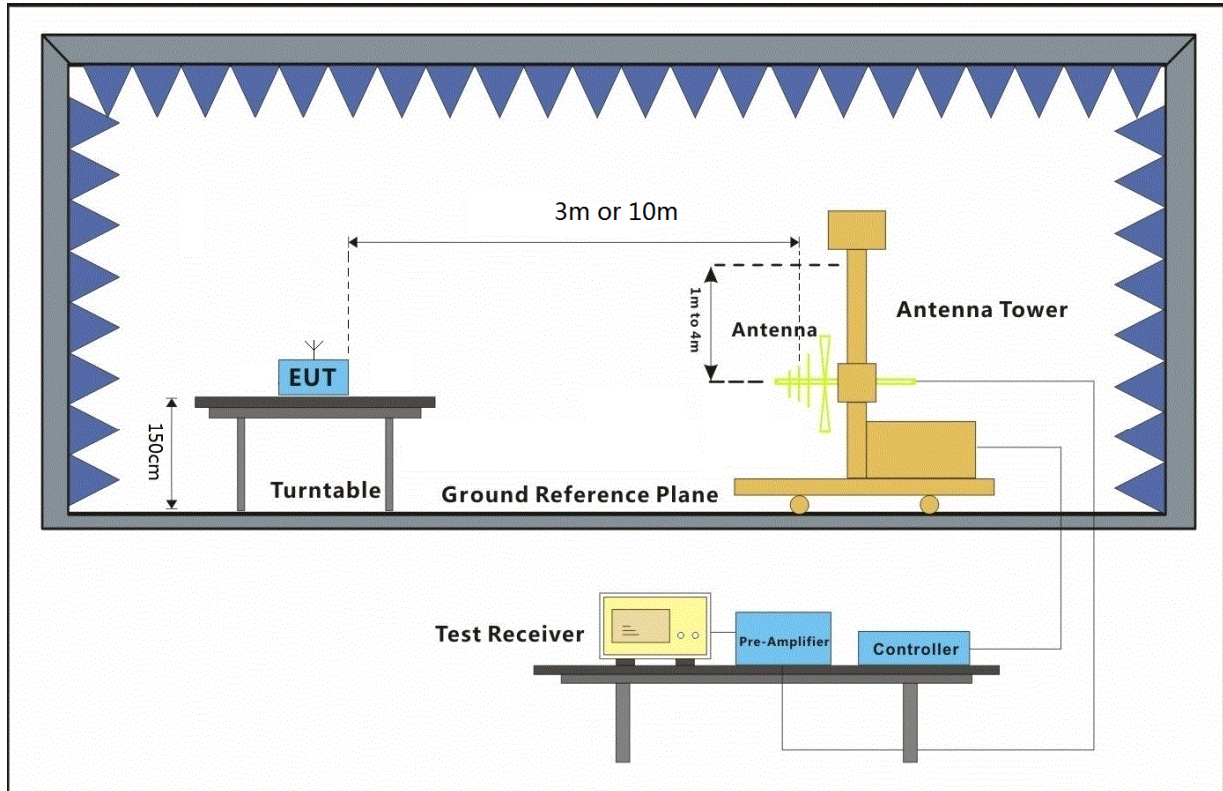 3m or 10m
1m to 4m
Antenna
Antenna Tower
EUT
150cm
Turntable
Ground Reference Plane
Test Receiver
Pre-Amplifier
Controller